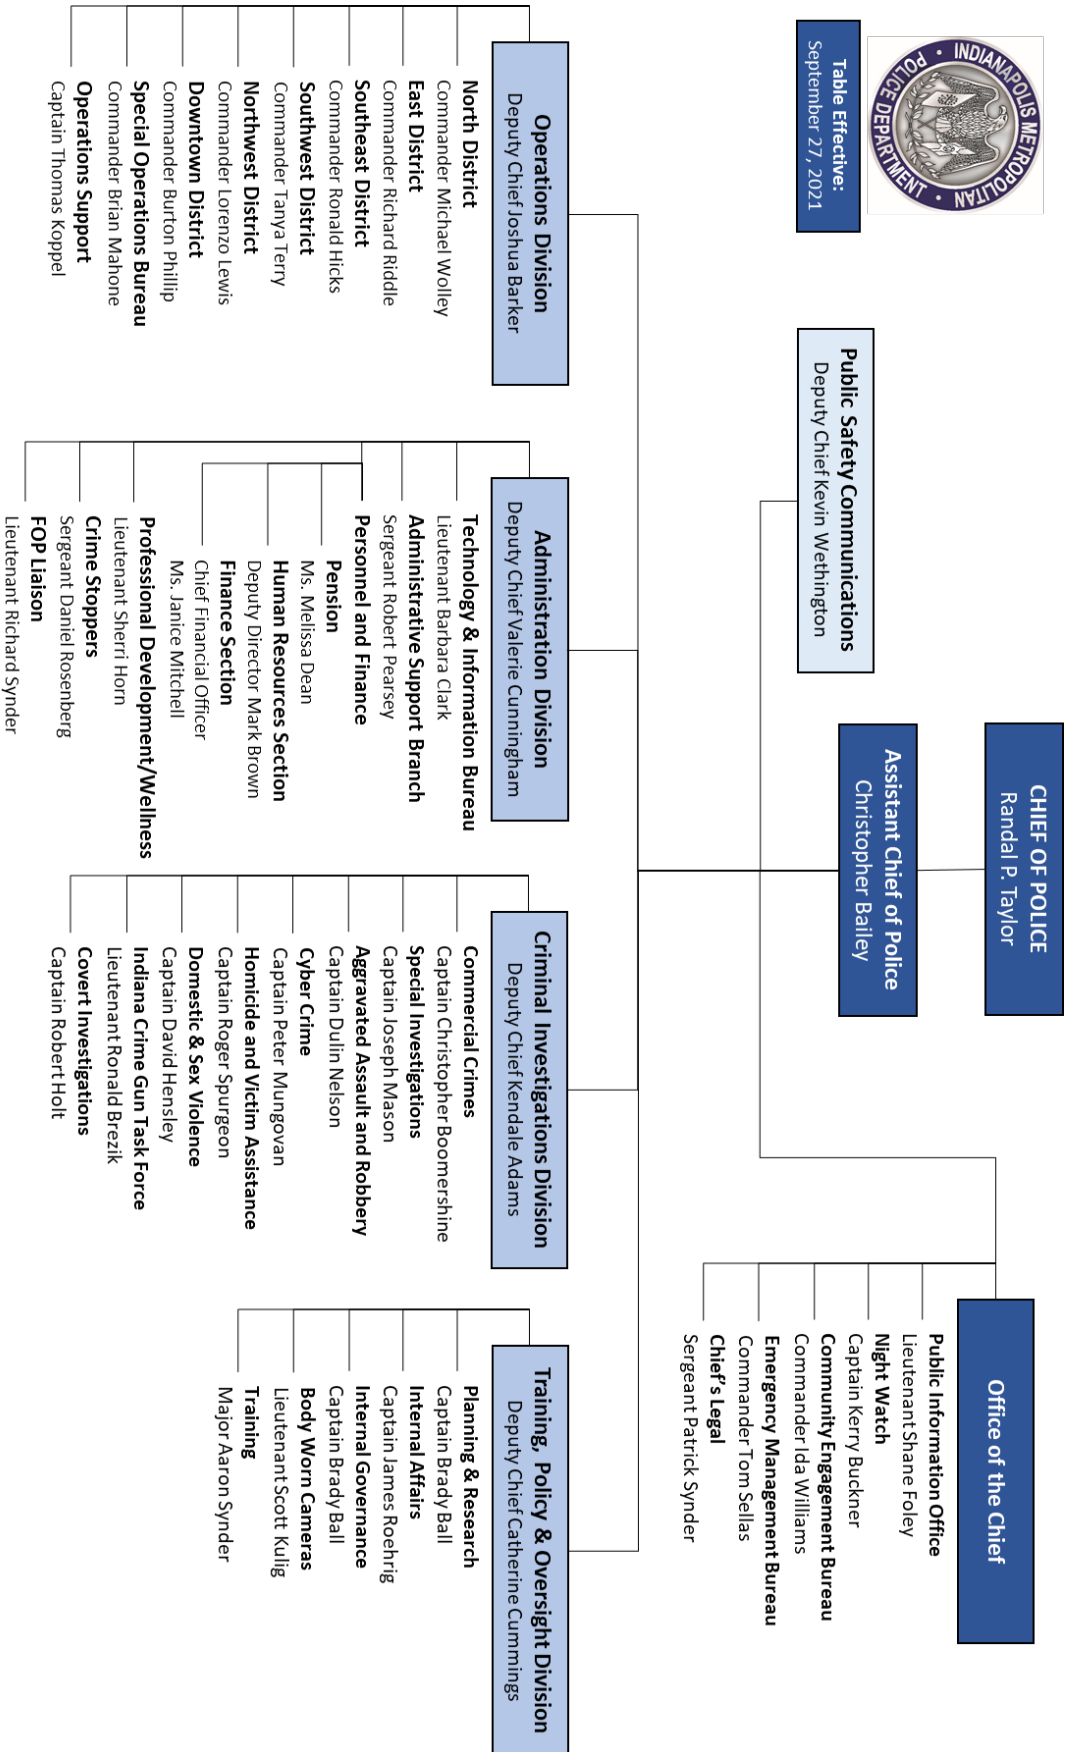 INDIANAPOLIS METROPOLITAN
POLICE DEPARTMENT
Table Effective:
September 27, 2021
CHIEF OF POLICE
Randal P. Taylor
Assistant Chief of Police
Christopher Bailey
Public Safety Communications
Deputy Chief Kevin Wethington
Office of the Chief
Public Information Office
Lieutenant Shane Foley
Night Watch
Captain Kerry Buckner
Community Engagement Bureau
Commander Ida Williams
Emergency Management Bureau
Commander Tom Sellas
Chief's Legal
Sergeant Patrick Synder
Operations Division
Deputy Chief Joshua Barker
North District
Commander Michael Wolley
East District
Commander Richard Riddle
Southeast District
Commander Ronald Hicks
Southwest District
Commander Tanya Terry
Northwest District
Commander Lorenzo Lewis
Downtown District
Commander Burton Phillip
Special Operations Bureau
Commander Brian Mahone
Operations Support
Captain Thomas Koppel
Administration Division
Deputy Chief Valerie Cunningham
Technology & Information Bureau
Lieutenant Barbara Clark
Administrative Support Branch
Sergeant Robert Pearsey
Personnel and Finance
Pension
Ms. Melissa Dean
Human Resources Section
Deputy Director Mark Brown
Finance Section
Chief Financial Officer
Ms. Janice Mitchell
Professional Development/Wellness
Lieutenant Sherri Horn
Crime Stoppers
Sergeant Daniel Rosenberg
FOP Liaison
Lieutenant Richard Synder
Criminal Investigations Division
Deputy Chief Kendale Adams
Commercial Crimes
Captain Christopher Boomershine
Special Investigations
Captain Joseph Mason
Aggravated Assault and Robbery
Captain Dulin Nelson
Cyber Crime
Captain Peter Mungovan
Homicide and Victim Assistance
Captain Roger Spurgeon
Domestic & Sex Violence
Captain David Hensley
Indiana Crime Gun Task Force
Lieutenant Ronald Brezik
Covert Investigations
Captain Robert Holt
Training, Policy & Oversight Division
Deputy Chief Catherine Cummings
Planning & Research
Captain Brady Ball
Internal Affairs
Captain James Roehrig
Internal Governance
Captain Brady Ball
Body Worn Cameras
Lieutenant Scott Kulig
Training
Major Aaron Synder